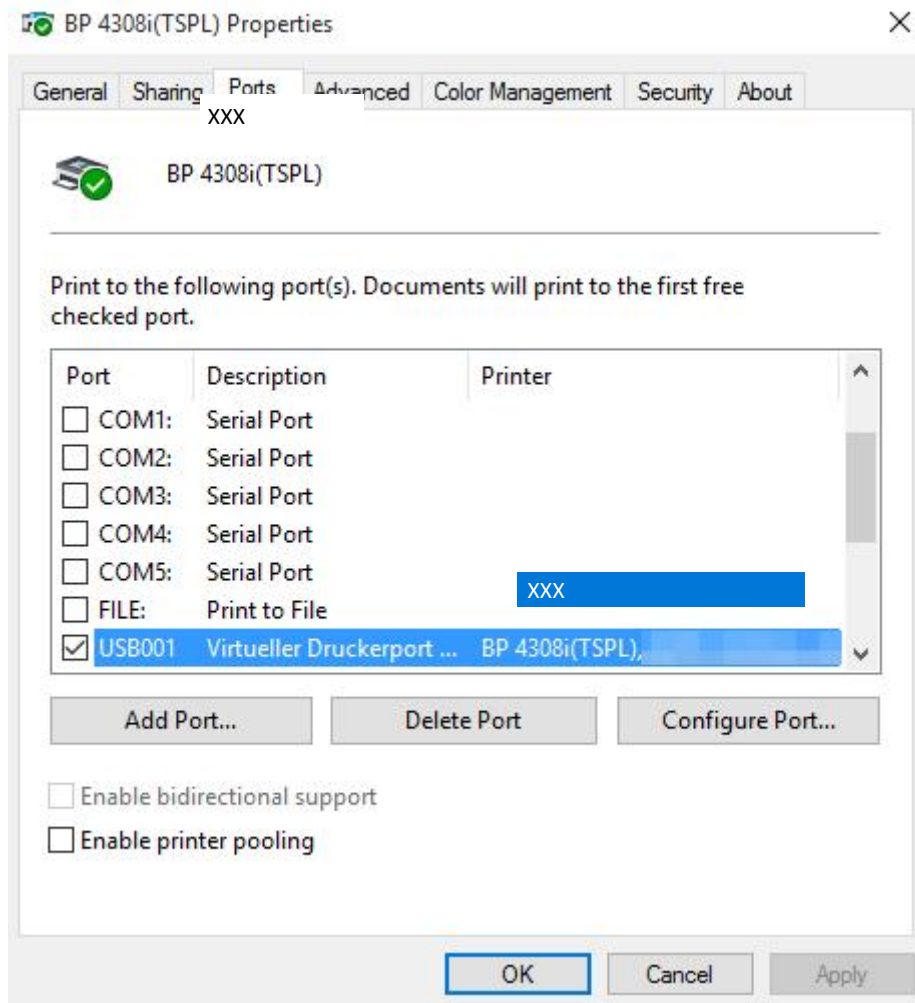 BP 4308i(TSPL) Properties
General Sharing Ports Advanced Color Management Security About
XXX
BP 4308i(TSPL)
Print to the following port(s). Documents will print to the first free
checked port.
Port Description Printer
COM1: Serial Port
COM2: Serial Port
COM3: Serial Port
COM4: Serial Port
COM5: Serial Port
XXX
FILE: Print to File
USB001 Virtueller Druckerport ... BP 4308i(TSPL),
Add Port... Delete Port Configure Port...
Enable bidirectional support
Enable printer pooling
OK Cancel Apply